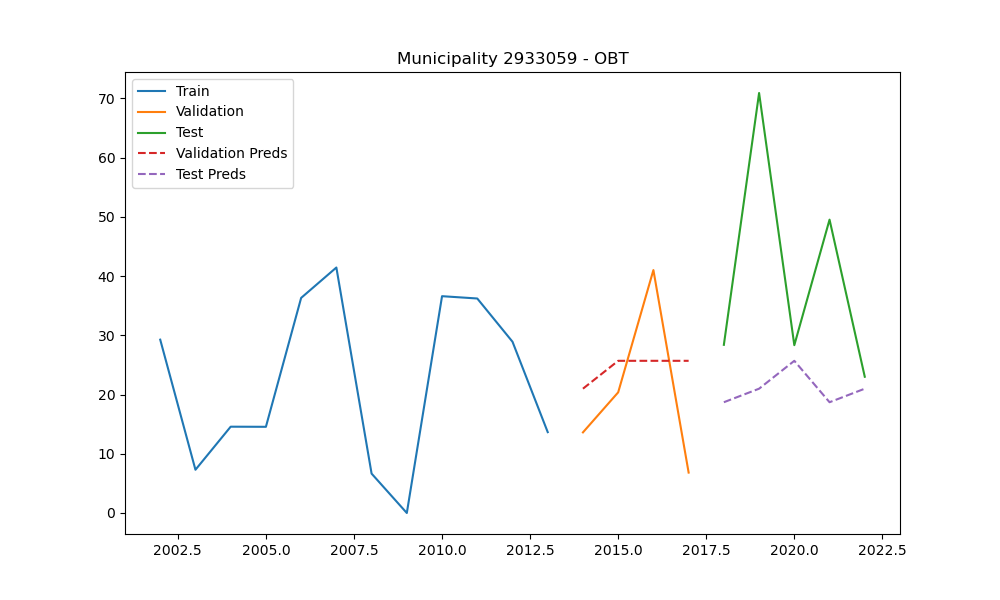 Municipality 2933059 - OBT
Train
Validation
Test
Validation Preds
Test Preds
70
60
50
40
30
20
10
0
2002.5 2005.0 2007.5 2010.0 2012.5 2015.0 2017.5 2020.0 2022.5